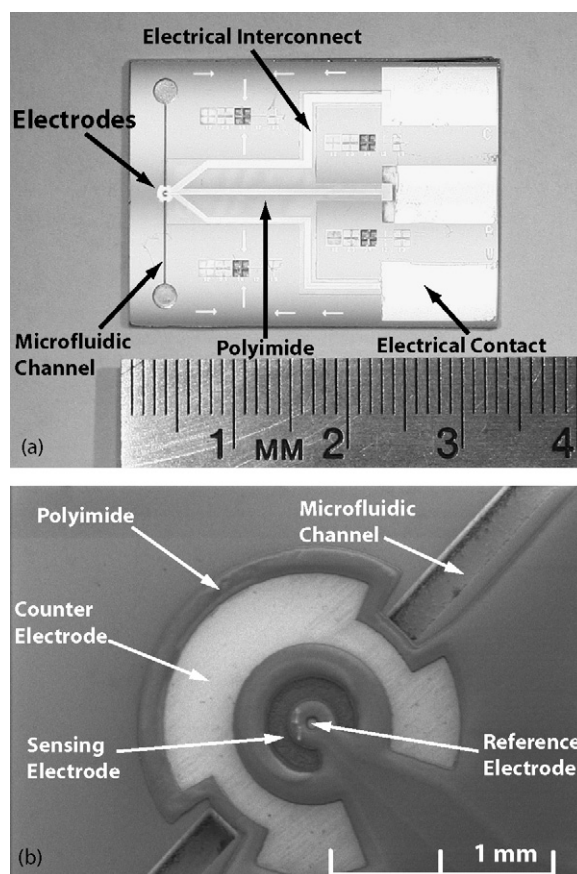 Electrical Interconnect
Electrodes
Microfluidic
Channel
Polyimide
Electrical Contact
(a)
1 MM 2 3 4
Polyimide
Microfluidic
Channel
Counter
Electrode
Sensing
Electrode
Reference
Electrode
(b)
1 mm